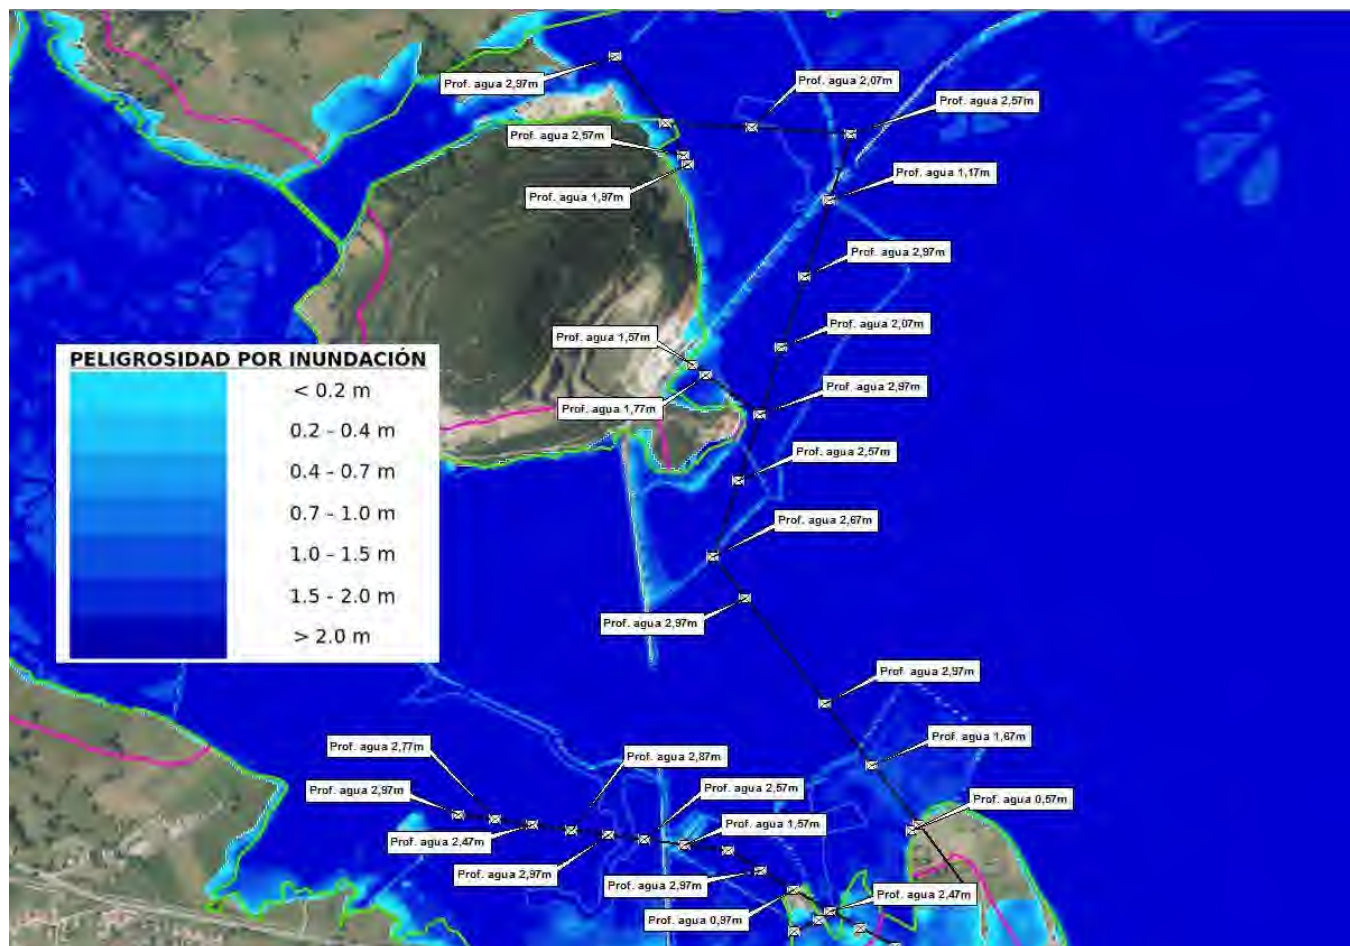 Prof. agua 2,97m
Prof. agua 2,07m
Prof. agua 2,57m
Prof. agua 2,57m
Prof. agua 1,17m
Prof. agua 1,97m
Prof. agua 2,97m
Prof. agua 2,07m
Prof. agua 1,57m
PELIGROSIDAD POR INUNDACIÓN
< 0.2 m
0.2 - 0.4 m
0.4 - 0.7 m
0.7 - 1.0 m
1.0 - 1.5 m
1.5 - 2.0 m
> 2.0 m
Prof. agua 2,97m
Prof. agua 1,77m
Prof. agua 2,57m
Prof. agua 2,67m
Prof. agua 2,97m
Prof. agua 2,97m
Prof. agua 1,67m
Prof. agua 2,77m
Prof. agua 2,87m
Prof. agua 2,97m
Prof. agua 2,57m
Prof. agua 0,57m
Prof. agua 1,57m
Prof. agua 2,47m
Prof. agua 2,97m
Prof. agua 2,97m
Prof. agua 2,47m
Prof. agua 0,97m